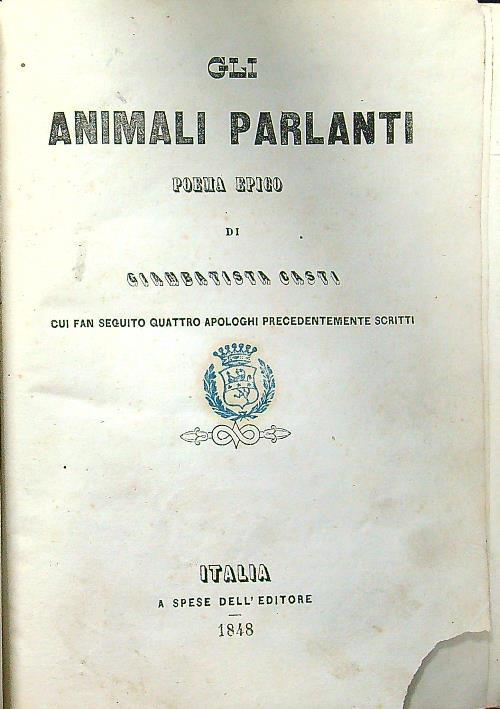 GLI
ANIMALI PARLANTI
POEMA EPICO
DI
GIAMBATISTA CASTI
CUI FAN SEGUITO QUATTRO APOLOGHI PRECEDENTEMENTE SCRITTI
ITALIA
A SPESE DELL'EDITORE
1848